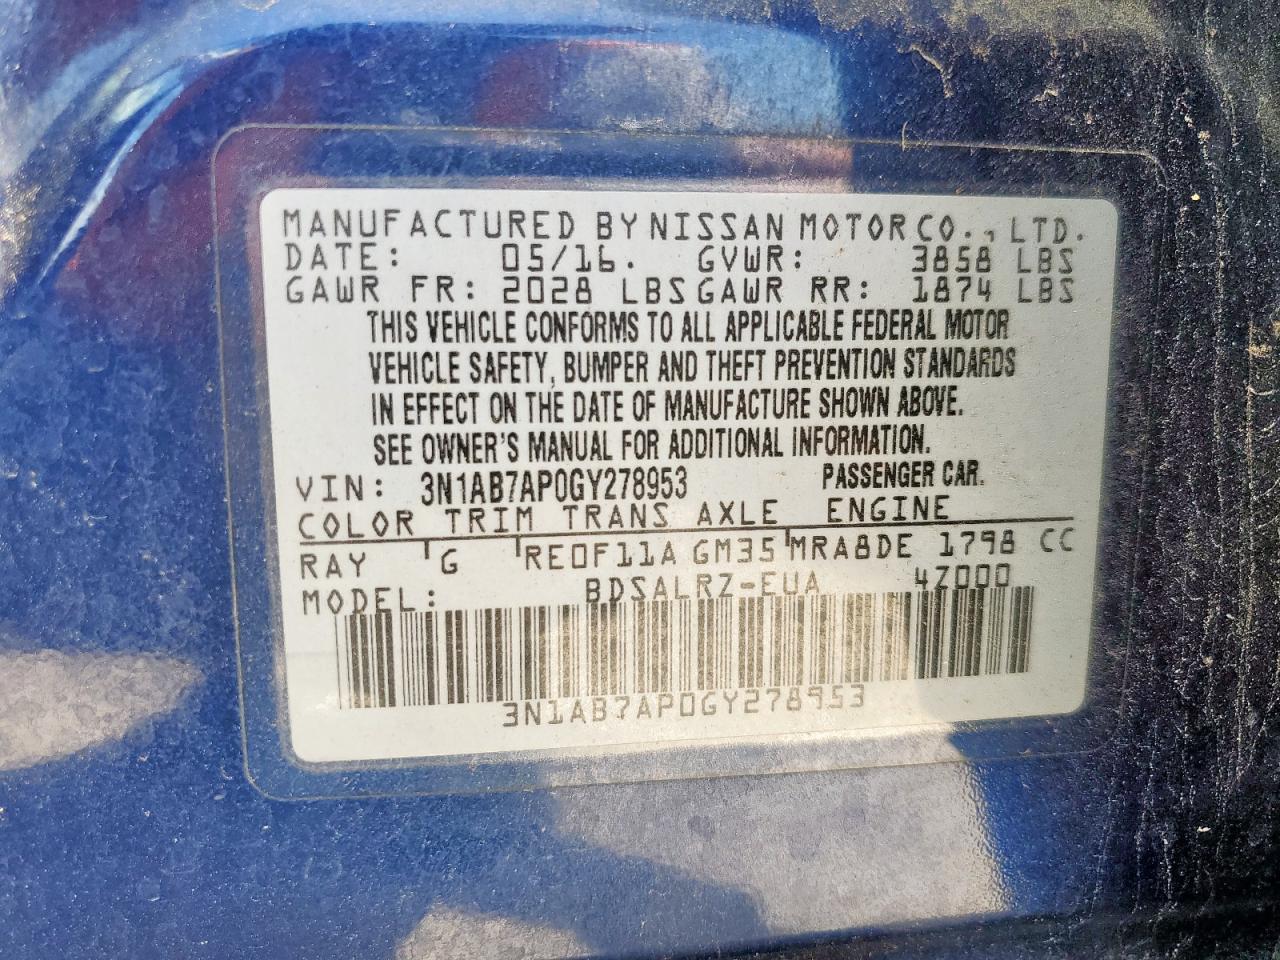 MANUFACTURED BY NISSAN MOTOR CO., LTD.
DATE: 05/16. GVWR: 3858 LBS
GAWR FR: 2028 LBS GAWR RR: 1874 LBS
THIS VEHICLE CONFORMS TO ALL APPLICABLE FEDERAL MOTOR
VEHICLE SAFETY, BUMPER AND THEFT PREVENTION STANDARDS
IN EFFECT ON THE DATE OF MANUFACTURE SHOWN ABOVE.
SEE OWNER'S MANUAL FOR ADDITIONAL INFORMATION.
VIN: 3N1AB7AP0GY278953 PASSENGER CAR.
COLOR TRIM TRANS AXLE ENGINE
RAY G RE0F11A GM35 MRA8DE 1798 CC
MODEL: BDSALRZ-EUA 4Z000
3N1AB7AP0GY278953